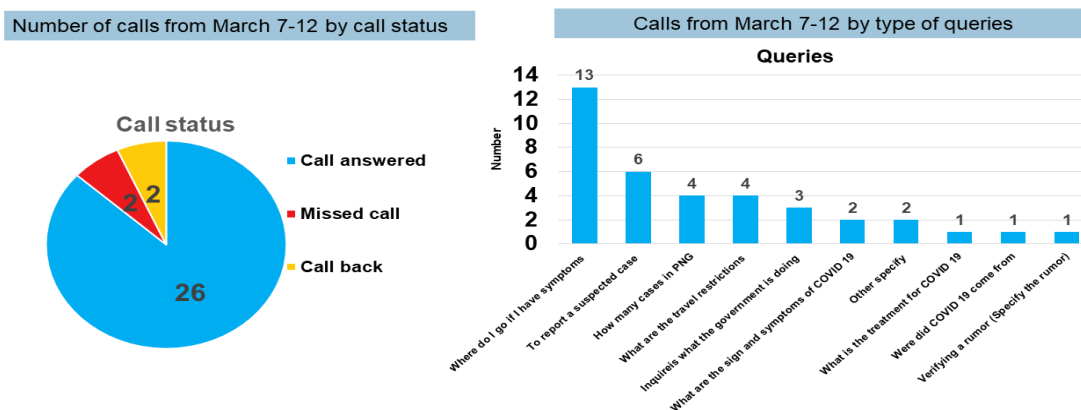 Number of calls from March 7-12 by call status
Call status
2
2
26
Call answered
Missed call
Call back
Calls from March 7-12 by type of queries
Queries
Number
14
12
10
8
6
4
2
0
13
6
4
4
3
2
2
1
1
1
Where do I go if I have symptoms
To report a suspected case
How many cases in PNG
What are the travel restrictions
Inquireis what the government is doing
What are the sign and symptoms of COVID 19
Other specify
What is the treatment for COVID 19
Were did COVID 19 come from
Verifying a rumor (Specify the rumor)